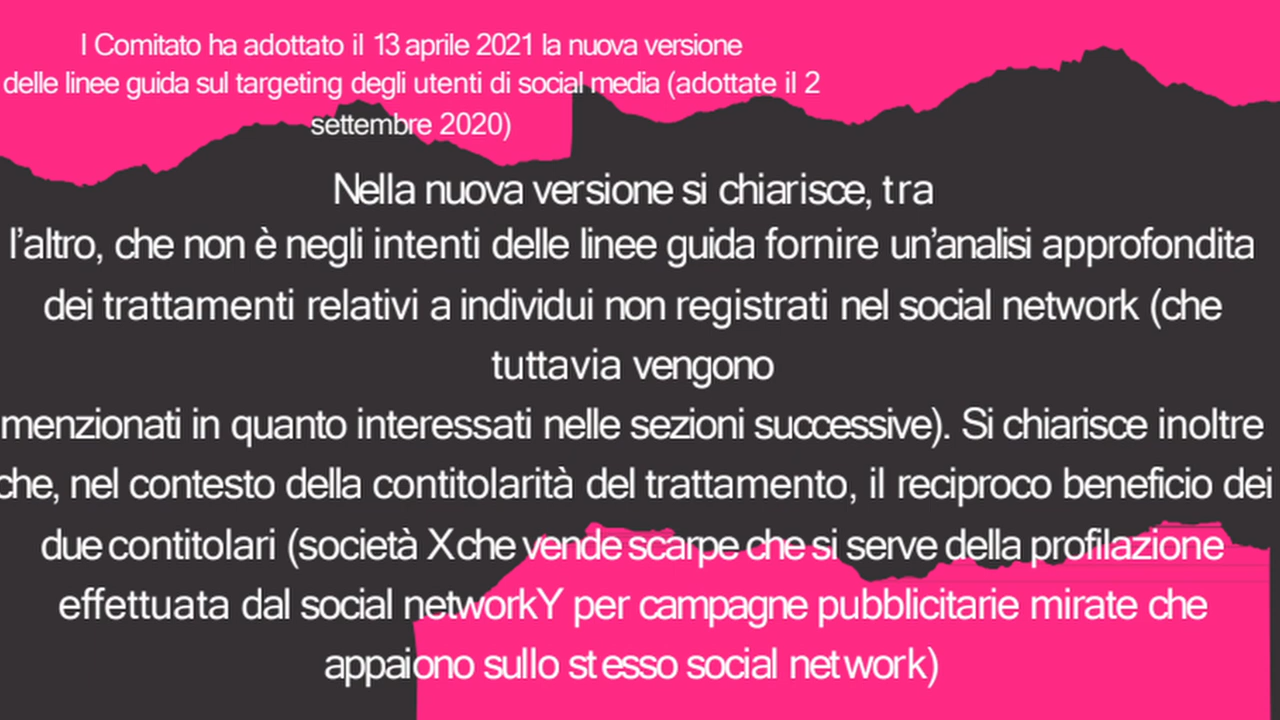 l Comitato ha adottato il 13 aprile 2021 la nuova versione
delle linee guida sul targeting degli utenti di social media (adottate il 2
settembre 2020)
Nella nuova versione si chiarisce, tra
l’altro, che non è negli intenti delle linee guida fornire un’analisi approfondita
dei trattamenti relativi a individui non registrati nel social network (che
tuttavia vengono
menzionati in quanto interessati nelle sezioni successive). Si chiarisce inoltre
che, nel contesto della contitolarità del trattamento, il reciproco beneficio dei
due contitolari (società X che vende scarpe che si serve della profilazione
effettuata dal social networkY per campagne pubblicitarie mirate che
appaiono sullo stesso social network)